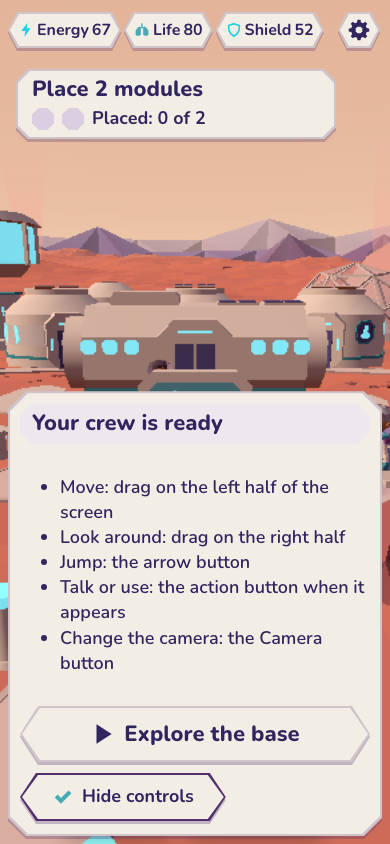 Energy 67
Life 80
Shield 52
Place 2 modules
Placed: 0 of 2
Your crew is ready
• Move: drag on the left half of the
screen
• Look around: drag on the right half
• Jump: the arrow button
• Talk or use: the action button when it
appears
• Change the camera: the Camera
button
Explore the base
Hide controls